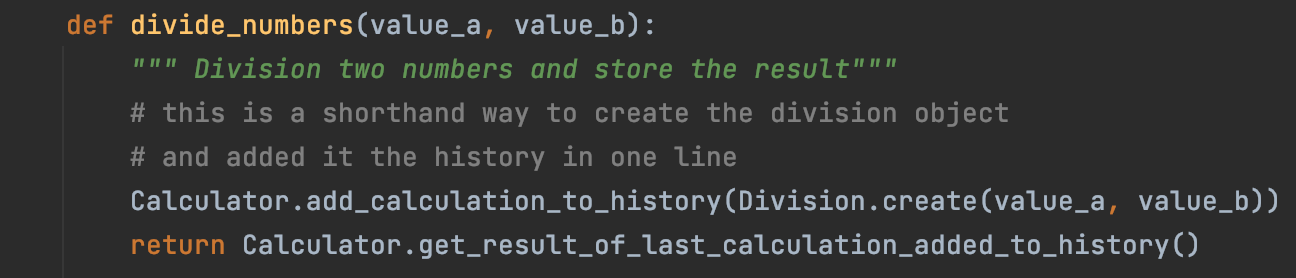 def divide_numbers(value_a, value_b):
""" Division two numbers and store the result"""
# this is a shorthand way to create the division object
# and added it the history in one line
Calculator.add_calculation_to_history(Division.create(value_a, value_b))
return Calculator.get_result_of_last_calculation_added_to_history()